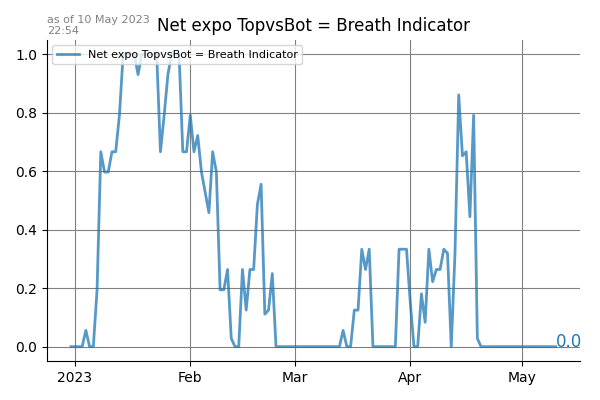 as of 10 May 2023
22:54
Net expo TopvsBot = Breath Indicator
Net expo TopvsBot = Breath Indicator
1.0
0.8
0.6
0.4
0.2
0.0
0.0
2023 Feb Mar Apr May